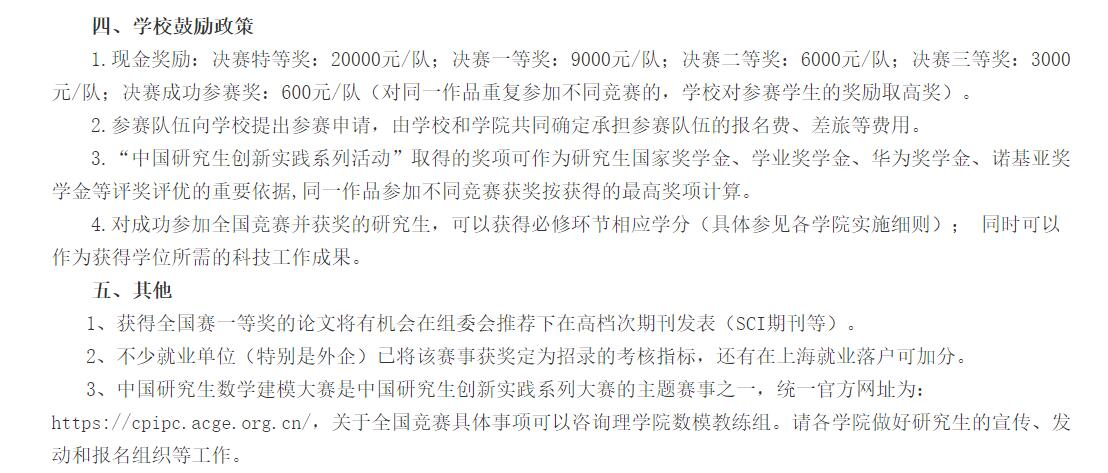 四、学校鼓励政策
1.现金奖励：决赛特等奖：20000元/队；决赛一等奖：9000元/队；决赛二等奖：6000元/队；决赛三等奖：3000
元/队；决赛成功参赛奖：600元/队（对同一作品重复参加不同竞赛的，学校对参赛学生的奖励取高奖）。
2.参赛队伍向学校提出参赛申请，由学校和学院共同确定承担参赛队伍的报名费、差旅等费用。
3.“中国研究生创新实践系列活动”取得的奖项可作为研究生国家奖学金、学业奖学金、华为奖学金、诺基亚奖
学金等评奖评优的重要依据,同一作品参加不同竞赛获奖按获得的最高奖项计算。
4.对成功参加全国竞赛并获奖的研究生，可以获得必修环节相应学分（具体参见各学院实施细则）； 同时可以
作为获得学位所需的科技工作成果。
五、其他
1、获得全国赛一等奖的论文将有机会在组委会推荐下在高档次期刊发表（SCI期刊等）。
2、不少就业单位（特别是外企）已将该赛事获奖定为招录的考核指标，还有在上海就业落户可加分。
3、中国研究生数学建模大赛是中国研究生创新实践系列大赛的主题赛事之一，统一官方网址为：
https://cpipc.acge.org.cn/，关于全国竞赛具体事项可以咨询理学院数模教练组。请各学院做好研究生的宣传、发
动和报名组织等工作。